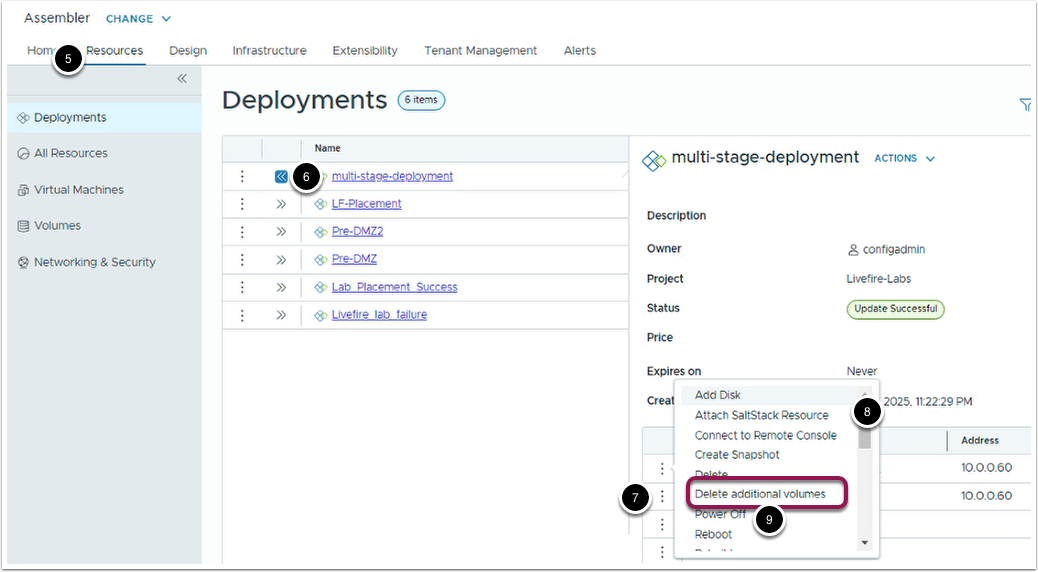 Assembler CHANGE
Resources Design Infrastructure Extensibility Tenant Management Alerts
5
Deployments
All Resources
Virtual Machines
Volumes
Networking & Security
Deployments 6 items
Name
6 multi-stage-deployment
LF-Placement
Pre-DMZ2
Pre-DMZ
Lab_Placement_Success
Livefire_lab_failure
multi-stage-deployment ACTIONS
Description
Owner configadmin
Project Livefire-Labs
Status Update Successful
Price
Expires on Never
2025, 11:22:29 PM
8
Add Disk
Attach SaltStack Resource
Connect to Remote Console
Create Snapshot
Delete
Delete additional volumes
Power Off
Reboot
7
9
Address
10.0.0.60
10.0.0.60